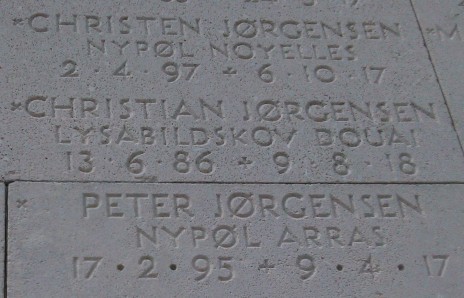 *CHRISTEN JØRGENSEN
NYPØL NOYELLES
2·4·97 + 6·10·17
*CHRISTIAN JØRGENSEN
LYSABILDSKOV BOUAI
13·6·86 + 9·8·18
* PETER JØRGENSEN
NYPØL ARRAS
17·2·95 + 9·4·17